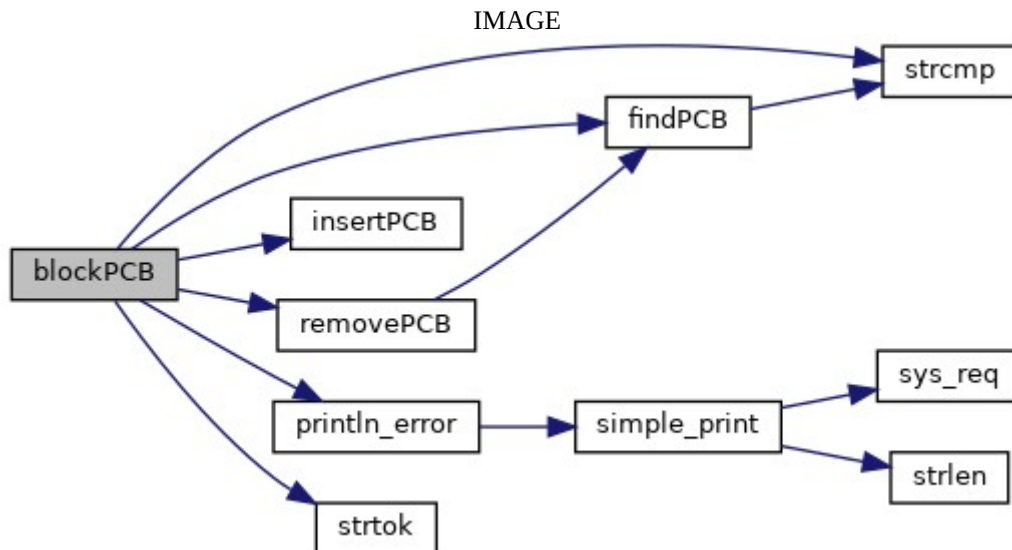 IMAGE
strcmp
findPCB
insertPCB
blockPCB
removePCB
sys_req
println_error
simple_print
strlen
strtok